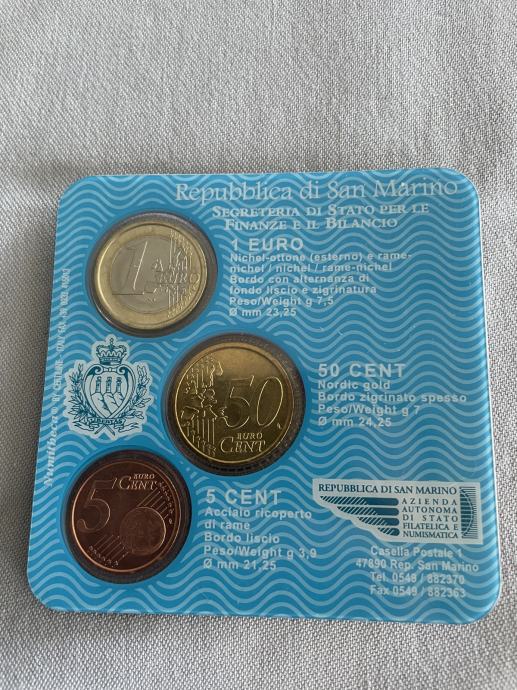 Repubblica di San Marino
SEGRETERIA DI STATO PER LE
FINANZE E IL BILANCIO
1 EURO
Nichel-ottone (esterno) e rame-
nichel / nichel / rame-nichel
Bordo con alternanza di
fondo liscio e zigrinatura
Peso/Weight g 7,5
Ø mm 23,25
1
EURO
50 CENT
Nordic gold
Bordo zigrinato spesso
Peso/Weight g 7
Ø mm 24,25
50
EURO
CENT
LIBERTAS
5 CENT
Acciaio ricoperto
di rame
Bordo liscio
Peso/Weight g 3,9
Ø mm 21,25
5
EURO
CENT
REPUBBLICA DI SAN MARINO
AZIENDA
AUTONOMA
DI STATO
FILATELICA E
NUMISMATICA
Casella Postale 1
47890 Rep. San Marino
Tel. 0549 / 882370
Fax 0549 / 882363